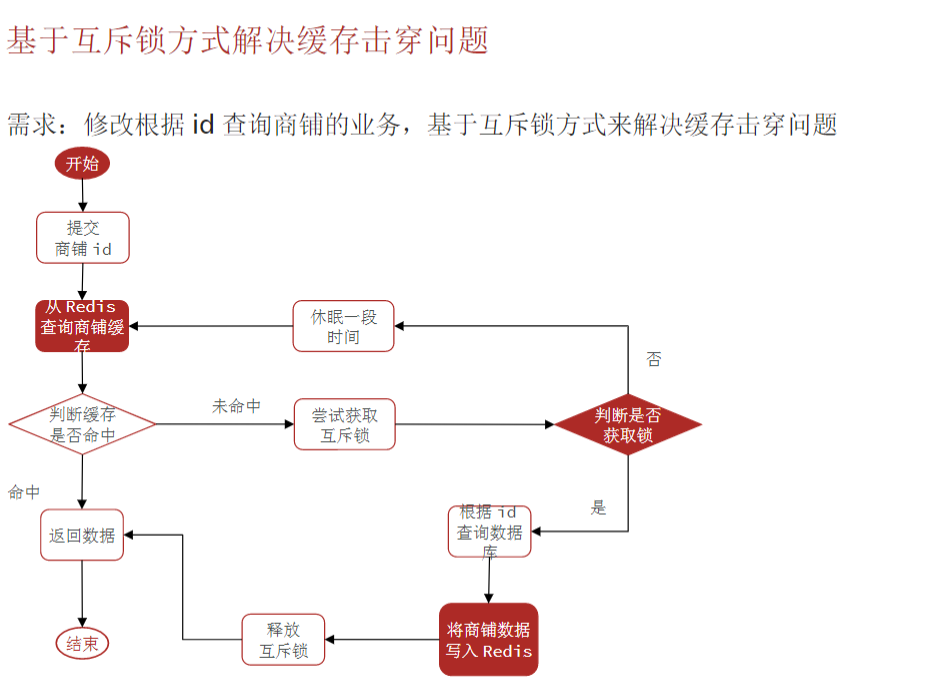 基于互斥锁方式解决缓存击穿问题
需求：修改根据 id 查询商铺的业务，基于互斥锁方式来解决缓存击穿问题
开始
提交
商铺 id
从 Redis
查询商铺缓
存
休眠一段
时间
否
判断缓存
是否命中
未命中
尝试获取
互斥锁
判断是否
获取锁
命中
是
返回数据
根据 id
查询数据
库
结束
释放
互斥锁
将商铺数据
写入 Redis